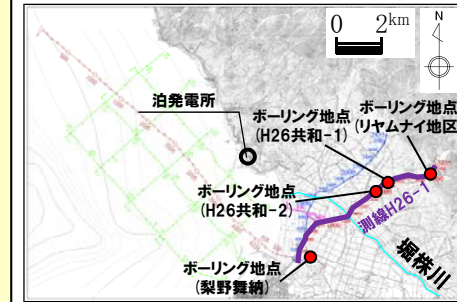 0 2km
N
泊発電所
ボーリング地点
(H26共和-1)
ボーリング地点
(リヤムナイ地区)
ボーリング地点
(H26共和-2)
測線H26-1
堀株川
ボーリング地点
(梨野舞納)